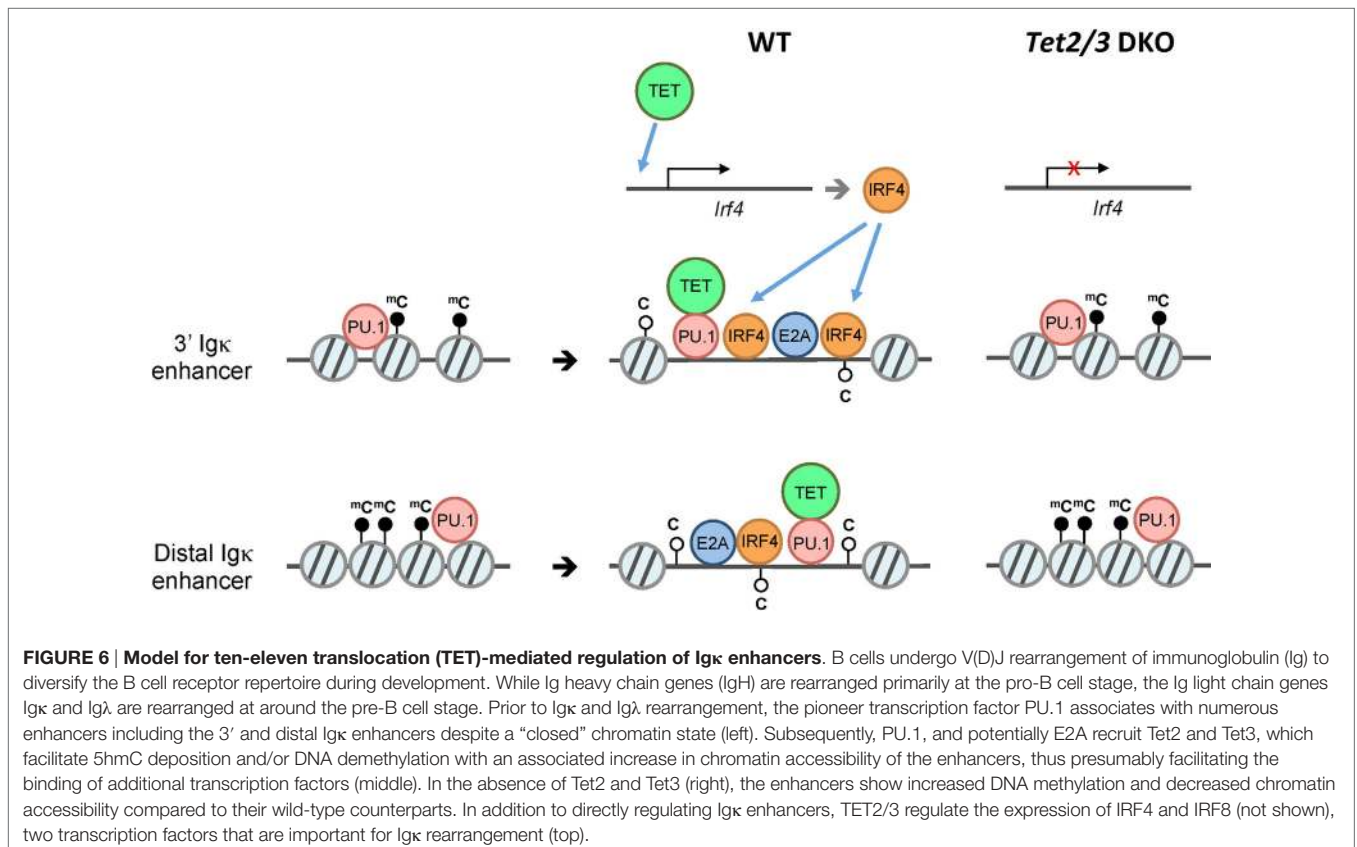 WT
Tet2/3 DKO
TET
Irf4
IRF4
Irf4
3′ Igκ
enhancer
PU.1
mC
mC
C
TET
PU.1
IRF4
E2A
IRF4
C
PU.1
mC
mC
Distal Igκ
enhancer
mC
mC
mC
PU.1
C
E2A
IRF4
TET
PU.1
C
C
mC
mC
mC
PU.1
FIGURE 6 | Model for ten-eleven translocation (TET)-mediated regulation of Igκ enhancers. B cells undergo V(D)J rearrangement of immunoglobulin (Ig) to
diversify the B cell receptor repertoire during development. While Ig heavy chain genes (IgH) are rearranged primarily at the pro-B cell stage, the Ig light chain genes
Igκ and Igλ are rearranged at around the pre-B cell stage. Prior to Igκ and Igλ rearrangement, the pioneer transcription factor PU.1 associates with numerous
enhancers including the 3′ and distal Igκ enhancers despite a “closed” chromatin state (left). Subsequently, PU.1, and potentially E2A recruit Tet2 and Tet3, which
facilitate 5hmC deposition and/or DNA demethylation with an associated increase in chromatin accessibility of the enhancers, thus presumably facilitating the
binding of additional transcription factors (middle). In the absence of Tet2 and Tet3 (right), the enhancers show increased DNA methylation and decreased chromatin
accessibility compared to their wild-type counterparts. In addition to directly regulating Igκ enhancers, TET2/3 regulate the expression of IRF4 and IRF8 (not shown),
two transcription factors that are important for Igκ rearrangement (top).